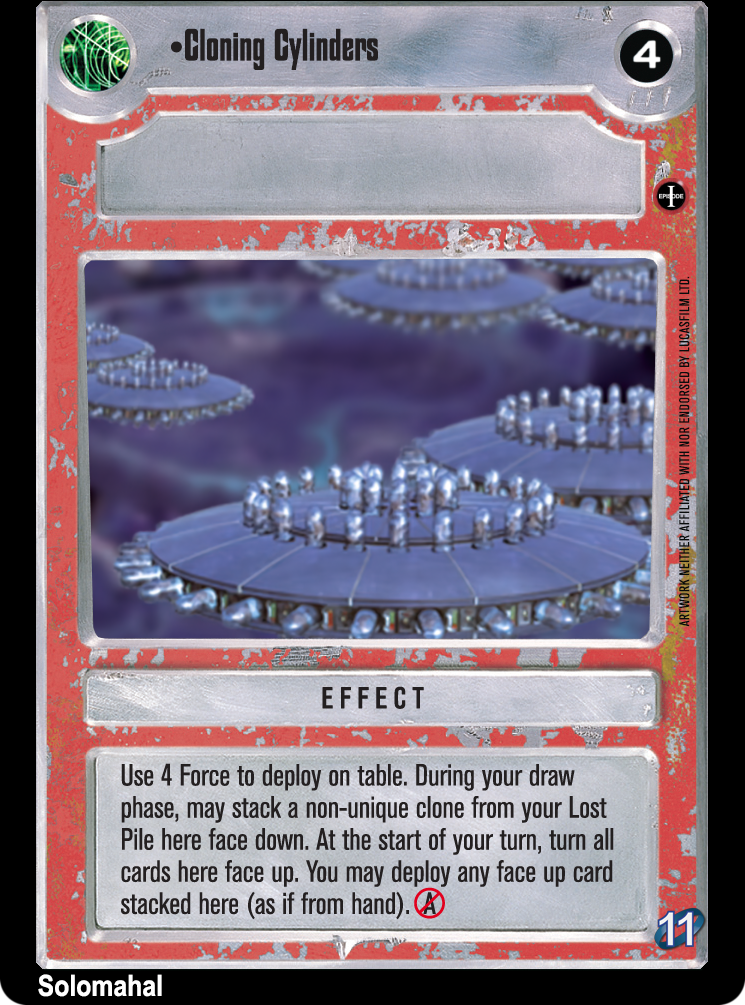 •Cloning Cylinders
4
EPISODE
I
ARTWORK NEITHER AFFILIATED WITH NOR ENDORSED BY LUCASFILM LTD.
EFFECT
Use 4 Force to deploy on table. During your draw
phase, may stack a non-unique clone from your Lost
Pile here face down. At the start of your turn, turn all
cards here face up. You may deploy any face up card
stacked here (as if from hand). A
11
Solomahal